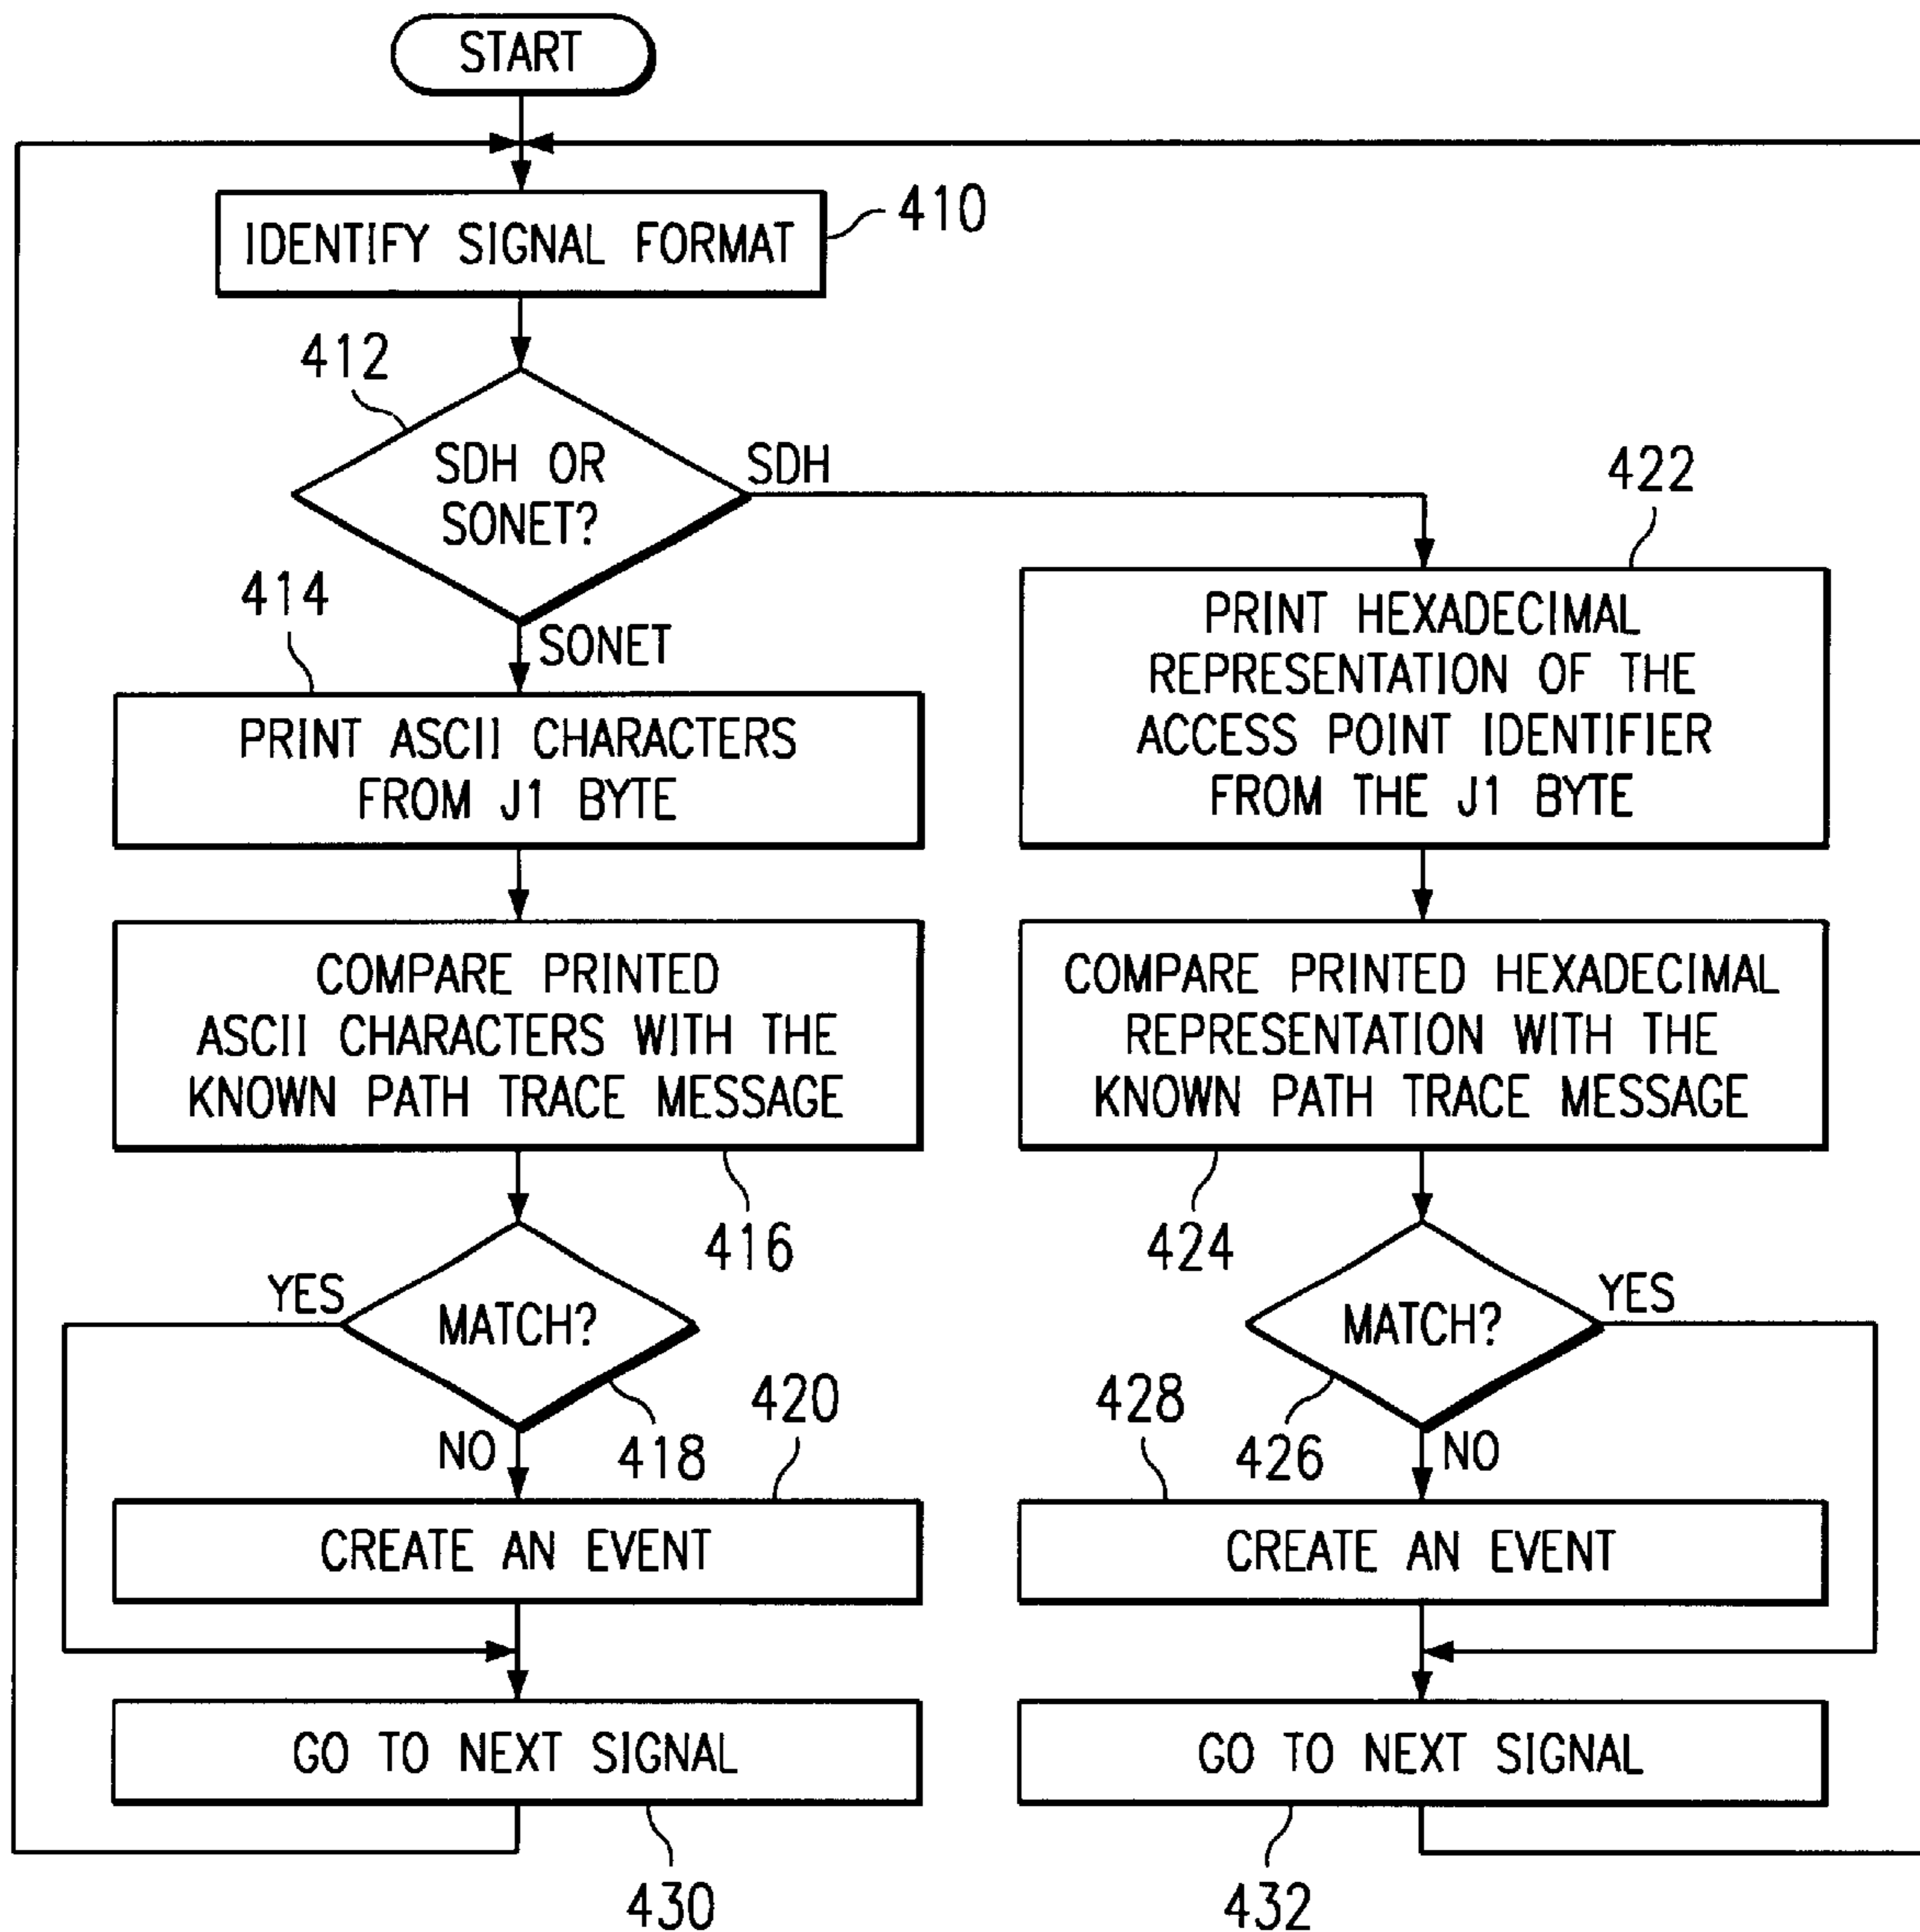 START
IDENTIFY SIGNAL FORMAT
410
412
SDH OR
SONET?
SDH
SONET
414
PRINT ASCII CHARACTERS
FROM J1 BYTE
422
PRINT HEXADECIMAL
REPRESENTATION OF THE
ACCESS POINT IDENTIFIER
FROM THE J1 BYTE
COMPARE PRINTED
ASCII CHARACTERS WITH THE
KNOWN PATH TRACE MESSAGE
416
COMPARE PRINTED HEXADECIMAL
REPRESENTATION WITH THE
KNOWN PATH TRACE MESSAGE
424
YES
MATCH?
NO
418
420
CREATE AN EVENT
MATCH?
YES
426
NO
428
CREATE AN EVENT
GO TO NEXT SIGNAL
430
GO TO NEXT SIGNAL
432